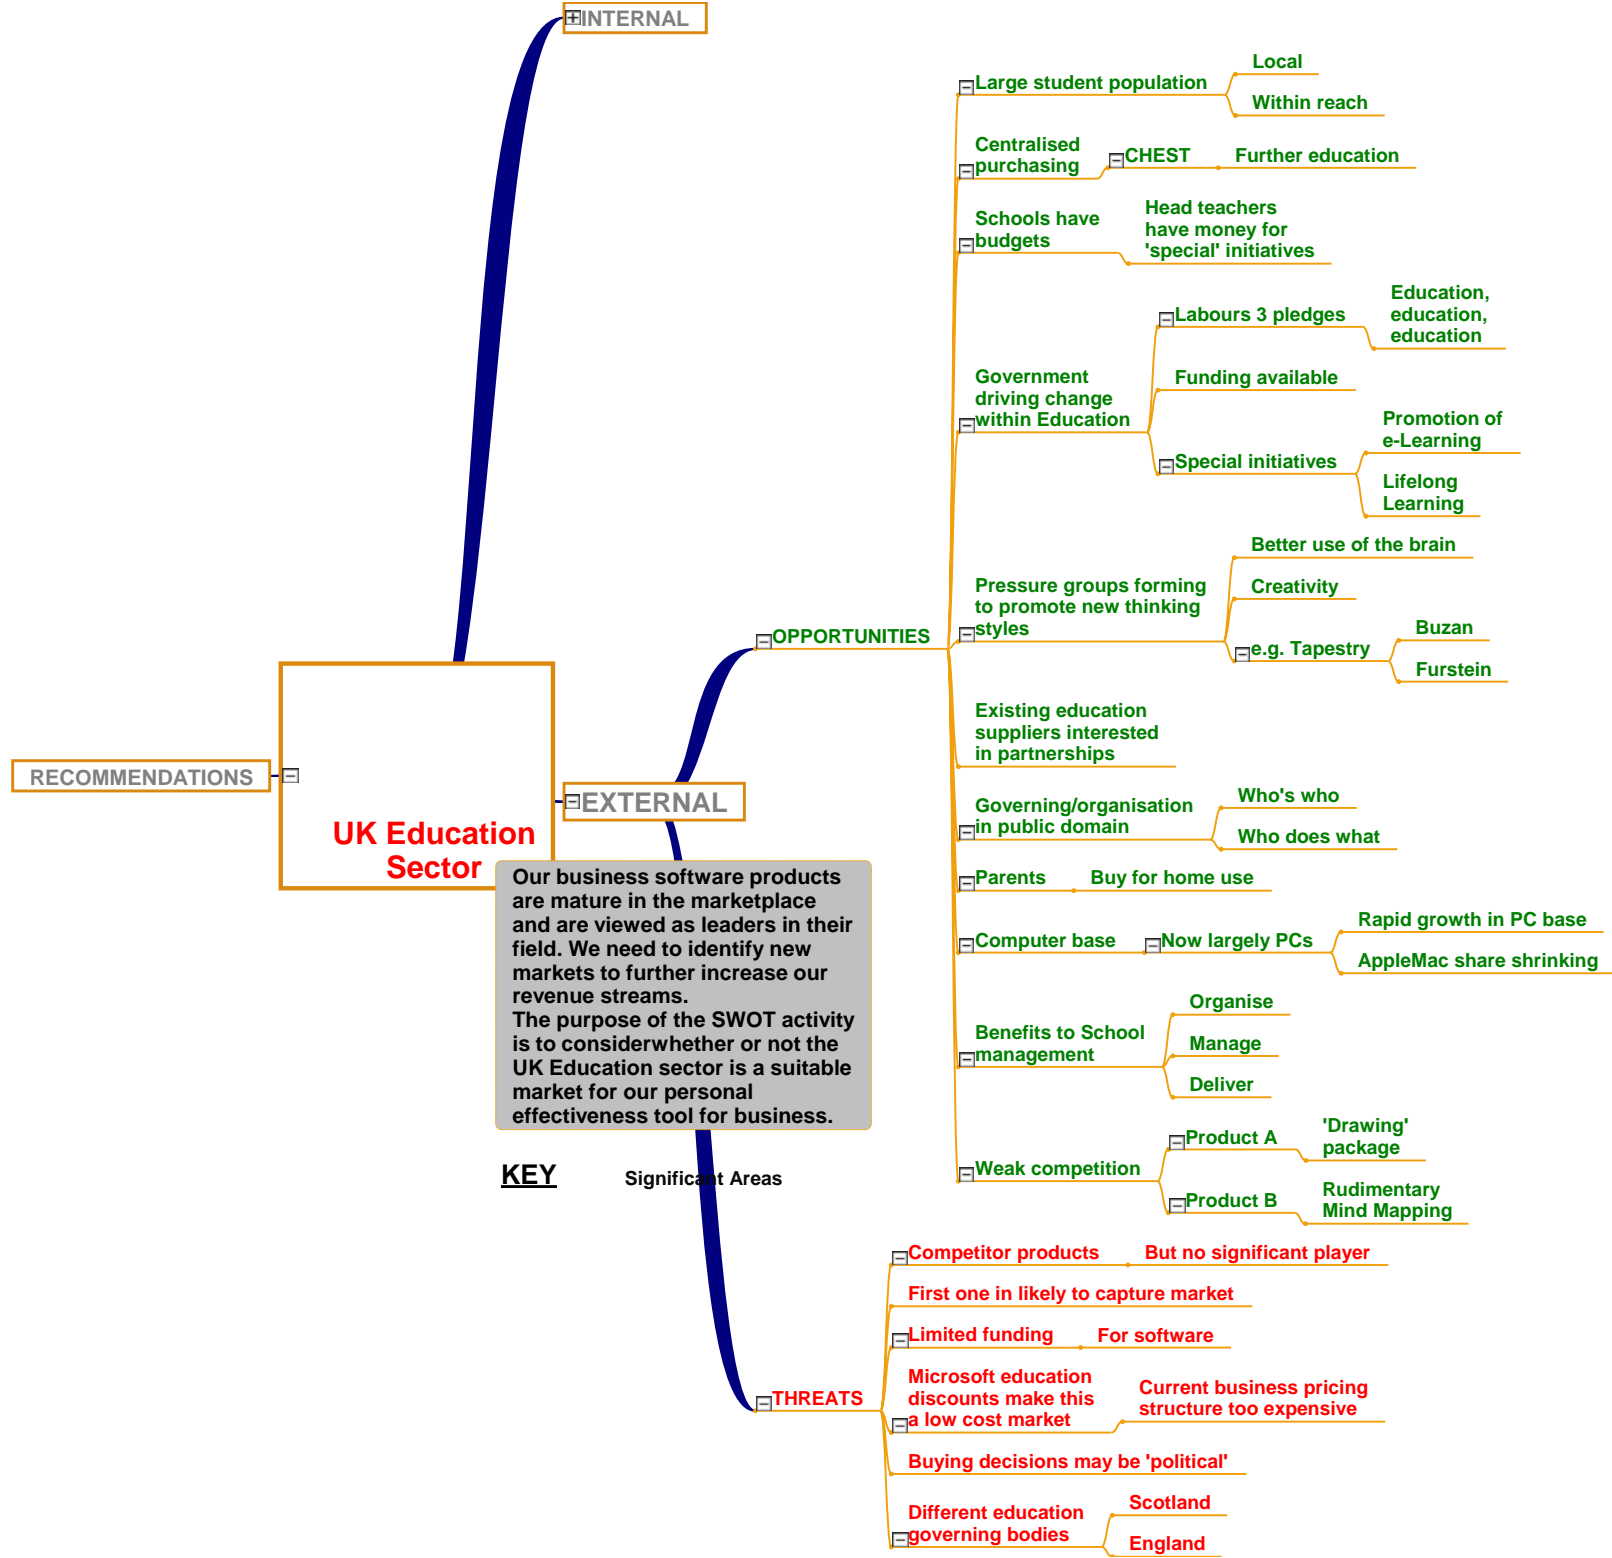 INTERNAL
Local
Large student population
Within reach
Centralised
purchasing
CHEST
Further education
Schools have
budgets
Head teachers
have money for
'special' initiatives
Education,
education,
education
Labours 3 pledges
Government
driving change
within Education
Funding available
Promotion of
e-Learning
Special initiatives
Lifelong
Learning
Better use of the brain
Pressure groups forming
to promote new thinking
styles
Creativity
e.g. Tapestry
Buzan
Furstein
OPPORTUNITIES
Existing education
suppliers interested
in partnerships
RECOMMENDATIONS
UK Education
Sector
EXTERNAL
Governing/organisation
in public domain
Who's who
Who does what
Parents
Buy for home use
Computer base
Now largely PCs
Rapid growth in PC base
AppleMac share shrinking
Our business software products
are mature in the marketplace
and are viewed as leaders in their
field. We need to identify new
markets to further increase our
revenue streams.
The purpose of the SWOT activity
is to considerwhether or not the
UK Education sector is a suitable
market for our personal
effectiveness tool for business.
Benefits to School
management
Organise
Manage
Deliver
KEY
Significant Areas
Weak competition
Product A
'Drawing'
package
Product B
Rudimentary
Mind Mapping
Competitor products
But no significant player
First one in likely to capture market
Limited funding
For software
THREATS
Microsoft education
discounts make this
a low cost market
Current business pricing
structure too expensive
Buying decisions may be 'political'
Different education
governing bodies
Scotland
England